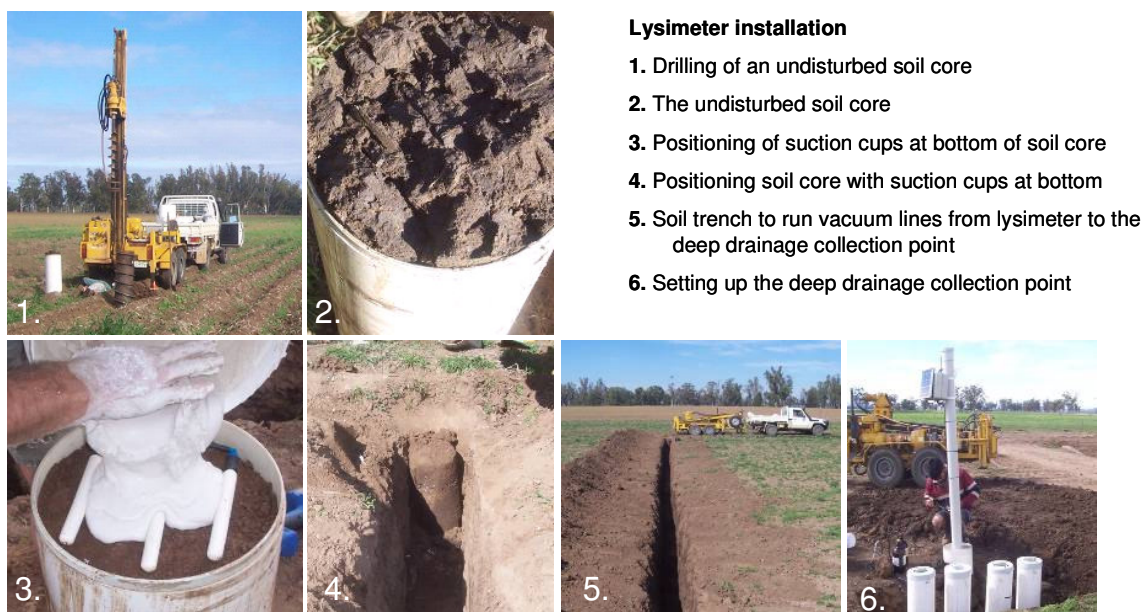 Lysimeter installation
1. Drilling of an undisturbed soil core
2. The undisturbed soil core
3. Positioning of suction cups at bottom of soil core
4. Positioning soil core with suction cups at bottom
5. Soil trench to run vacuum lines from lysimeter to the
deep drainage collection point
6. Setting up the deep drainage collection point
1.
2.
3.
4.
5.
6.